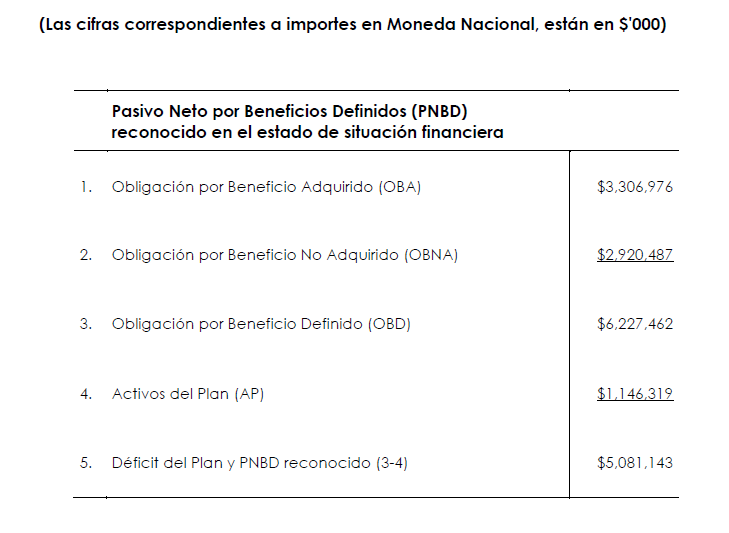 (Las cifras correspondientes a importes en Moneda Nacional, están en $'000)
Pasivo Neto por Beneficios Definidos (PNBD)
reconocido en el estado de situación financiera
1. Obligación por Beneficio Adquirido (OBA) $3,306,976
2. Obligación por Beneficio No Adquirido (OBNA) $2,920,487
3. Obligación por Beneficio Definido (OBD) $6,227,462
4. Activos del Plan (AP) $1,146,319
5. Déficit del Plan y PNBD reconocido (3-4) $5,081,143